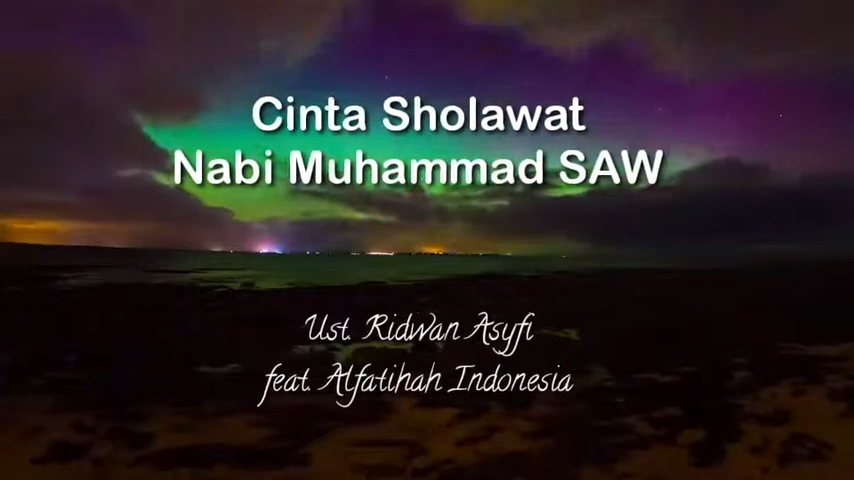 Cinta Sholawat
Nabi Muhammad SAW
Ust. Ridwan Asyfi
feat. Alfatihah Indonesia